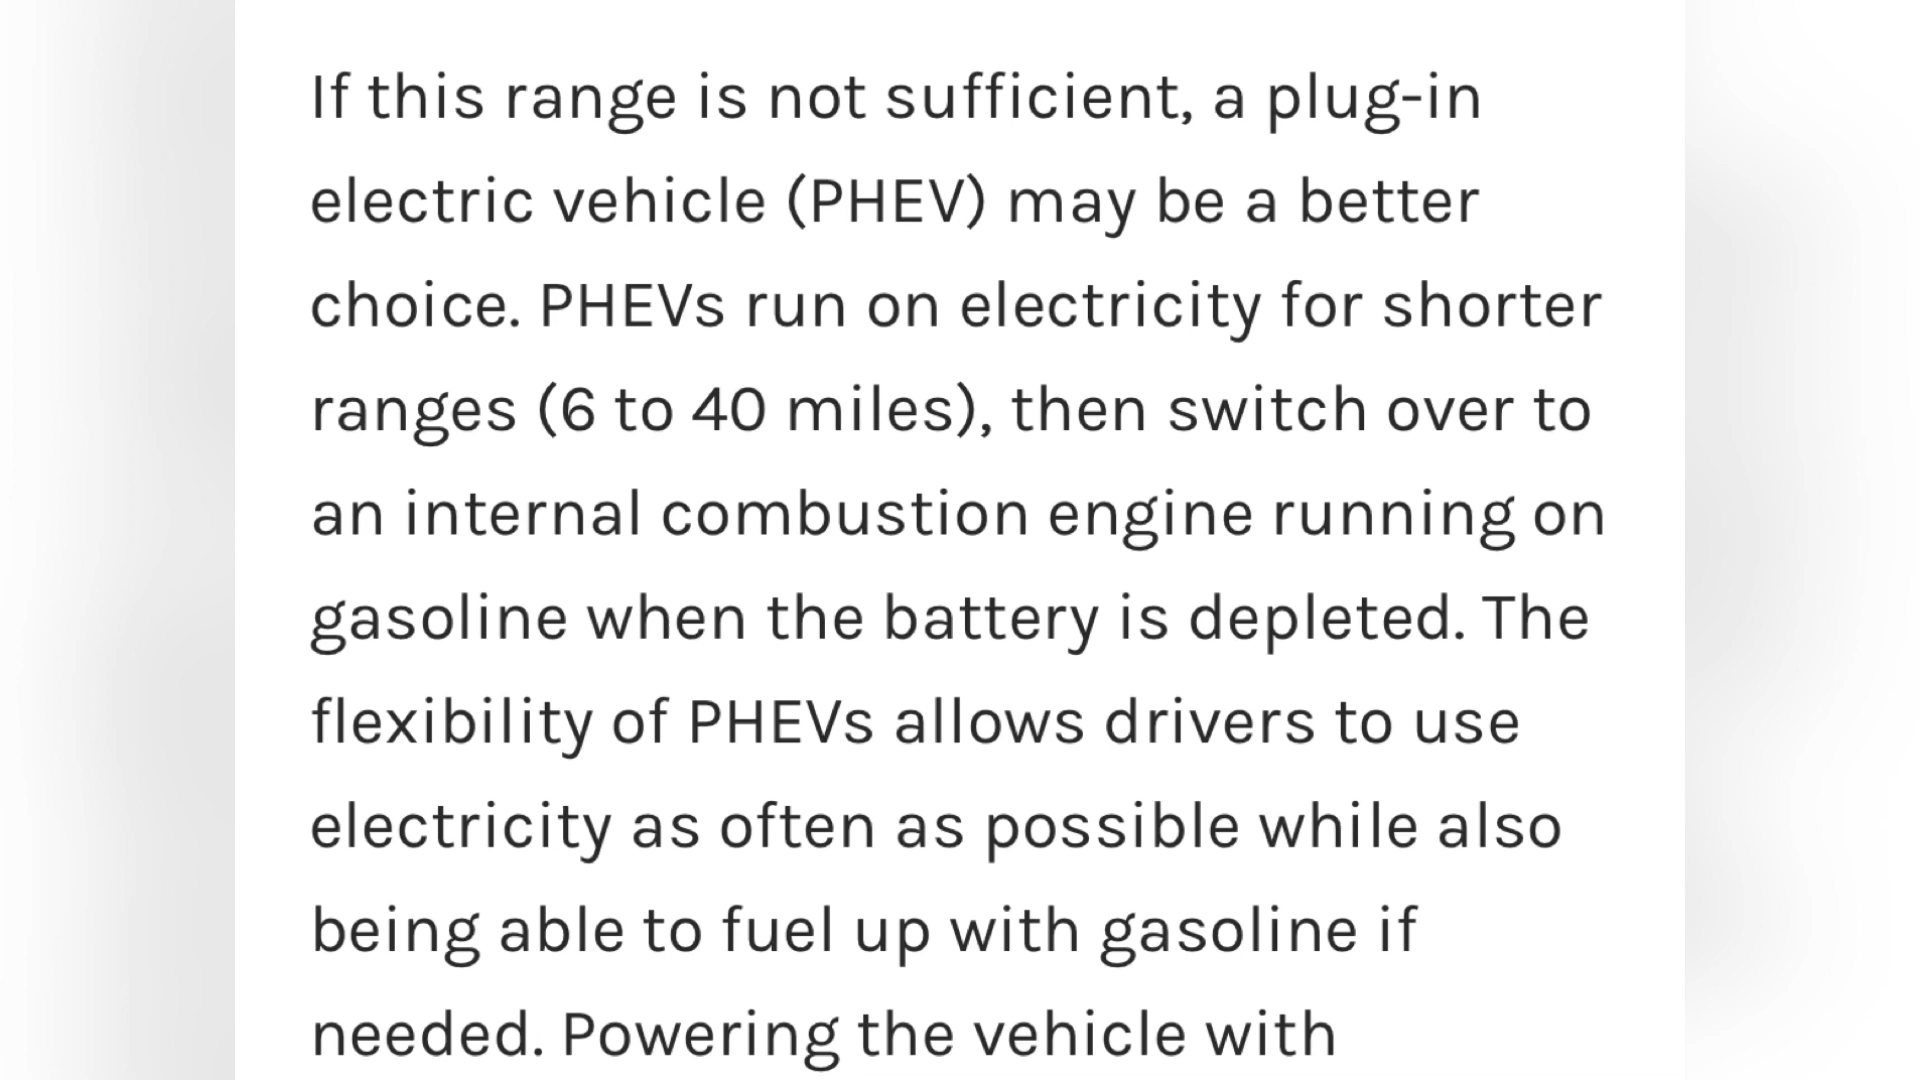 If this range is not sufficient, a plug-in
electric vehicle (PHEV) may be a better
choice. PHEVs run on electricity for shorter
ranges (6 to 40 miles), then switch over to
an internal combustion engine running on
gasoline when the battery is depleted. The
flexibility of PHEVs allows drivers to use
electricity as often as possible while also
being able to fuel up with gasoline if
needed. Powering the vehicle with